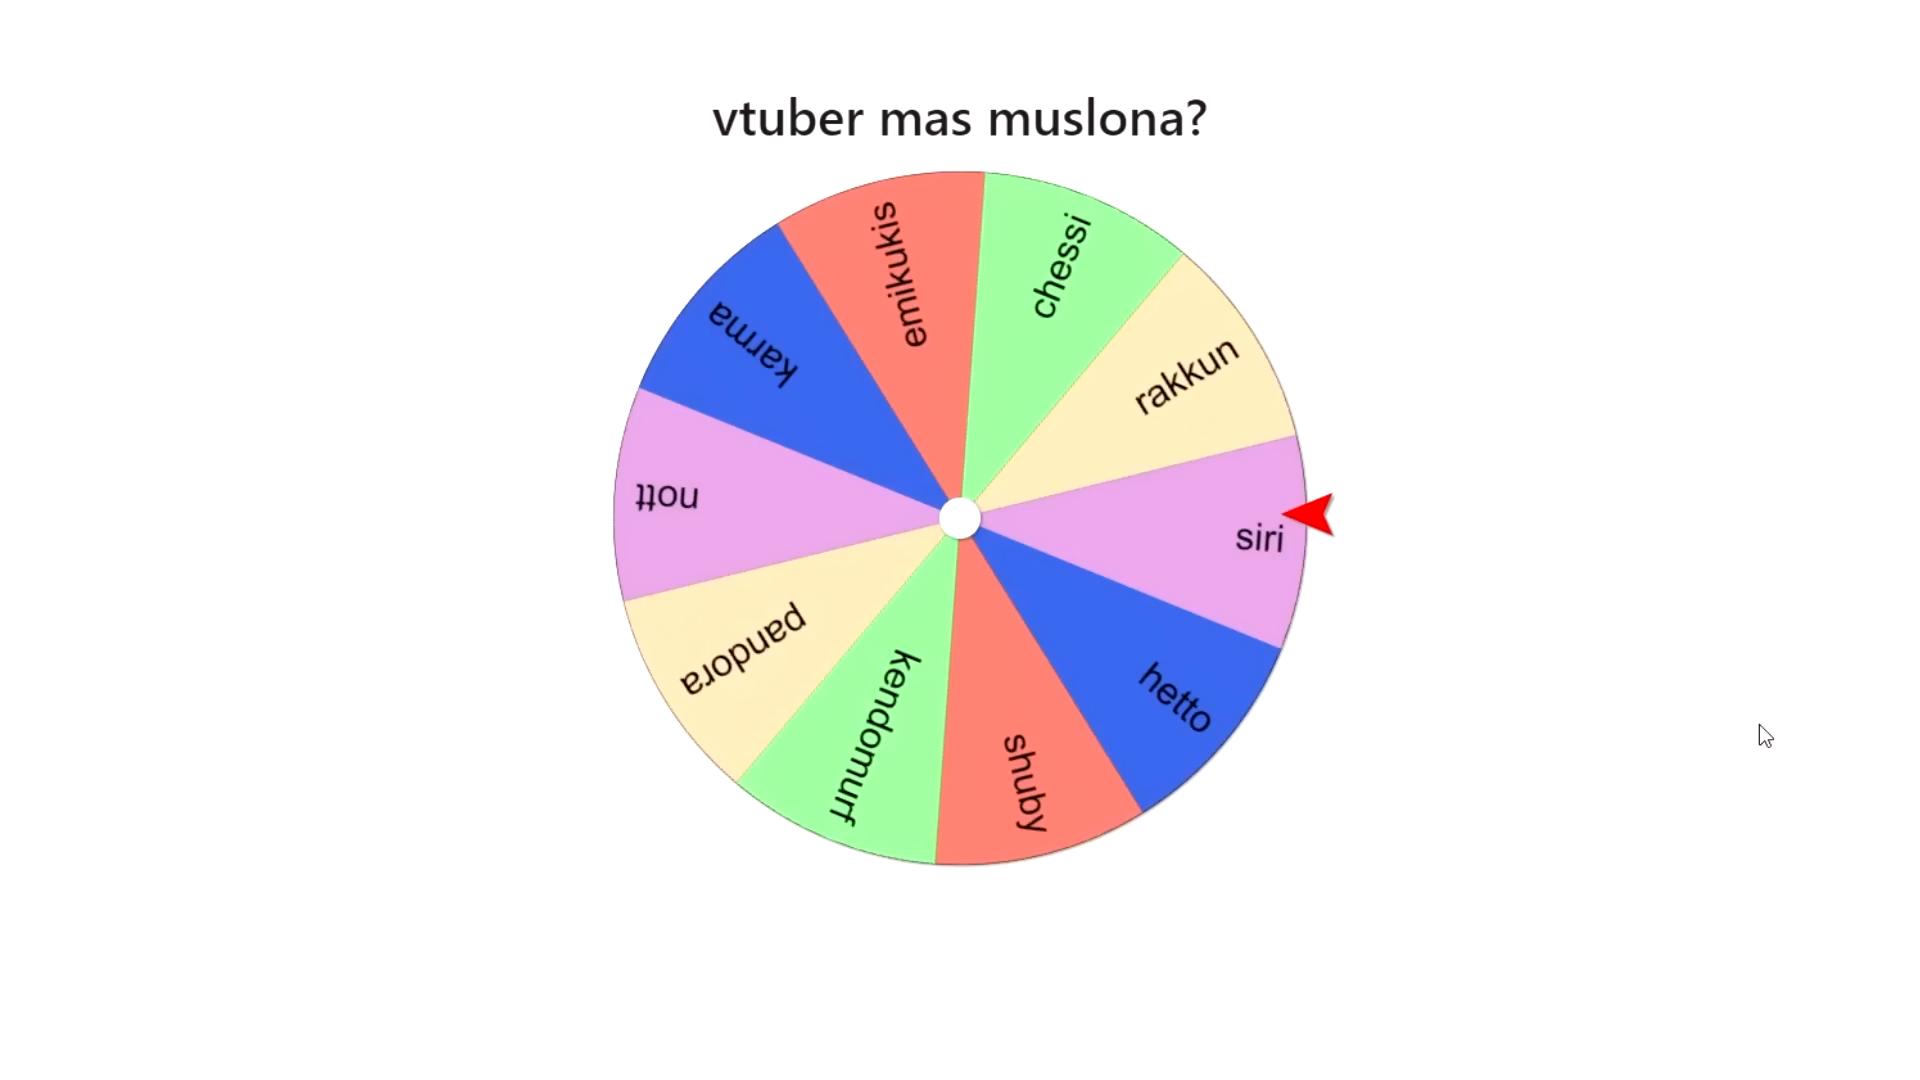 vtuber mas muslona?
emikukis
chessi
rakkun
siri
hetto
shuby
kendomurf
pandora
nott
karma